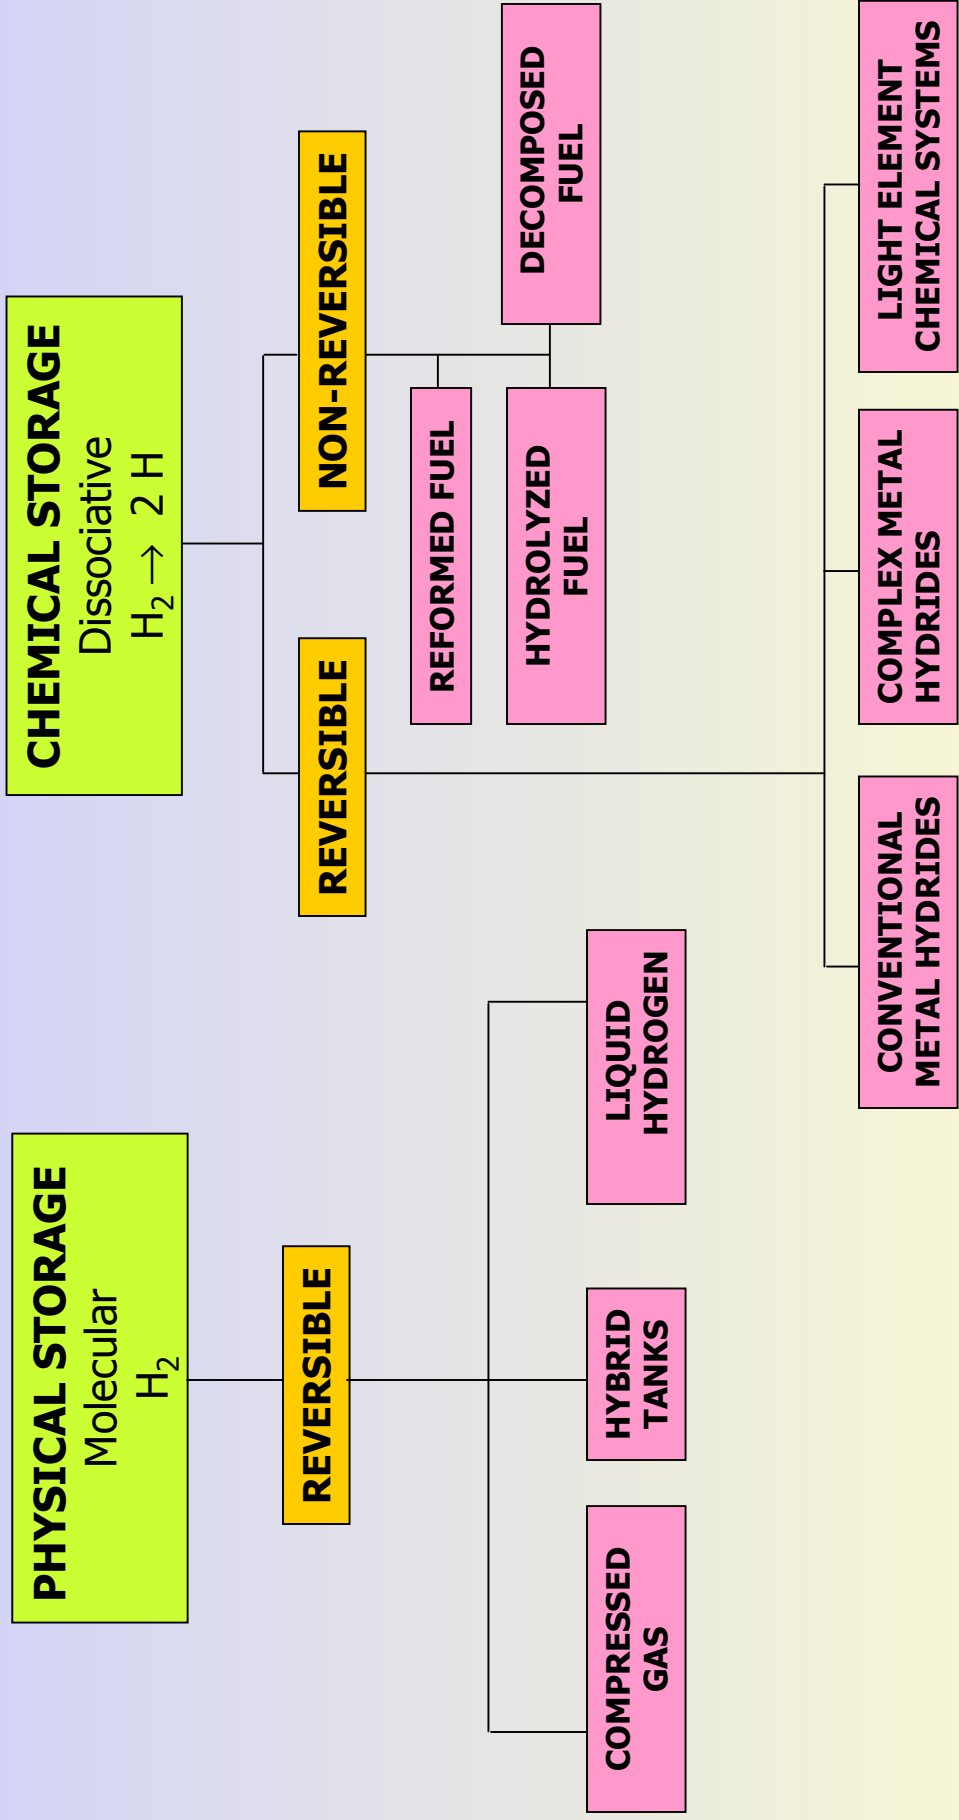 PHYSICAL STORAGE
Molecular
H₂
REVERSIBLE
COMPRESSED
GAS
HYBRID
TANKS
LIQUID
HYDROGEN
CHEMICAL STORAGE
Dissociative
H₂ → 2 H
REVERSIBLE
NON-REVERSIBLE
REFORMED FUEL
HYDROLYZED
FUEL
DECOMPOSED
FUEL
CONVENTIONAL
METAL HYDRIDES
COMPLEX METAL
HYDRIDES
LIGHT ELEMENT
CHEMICAL SYSTEMS